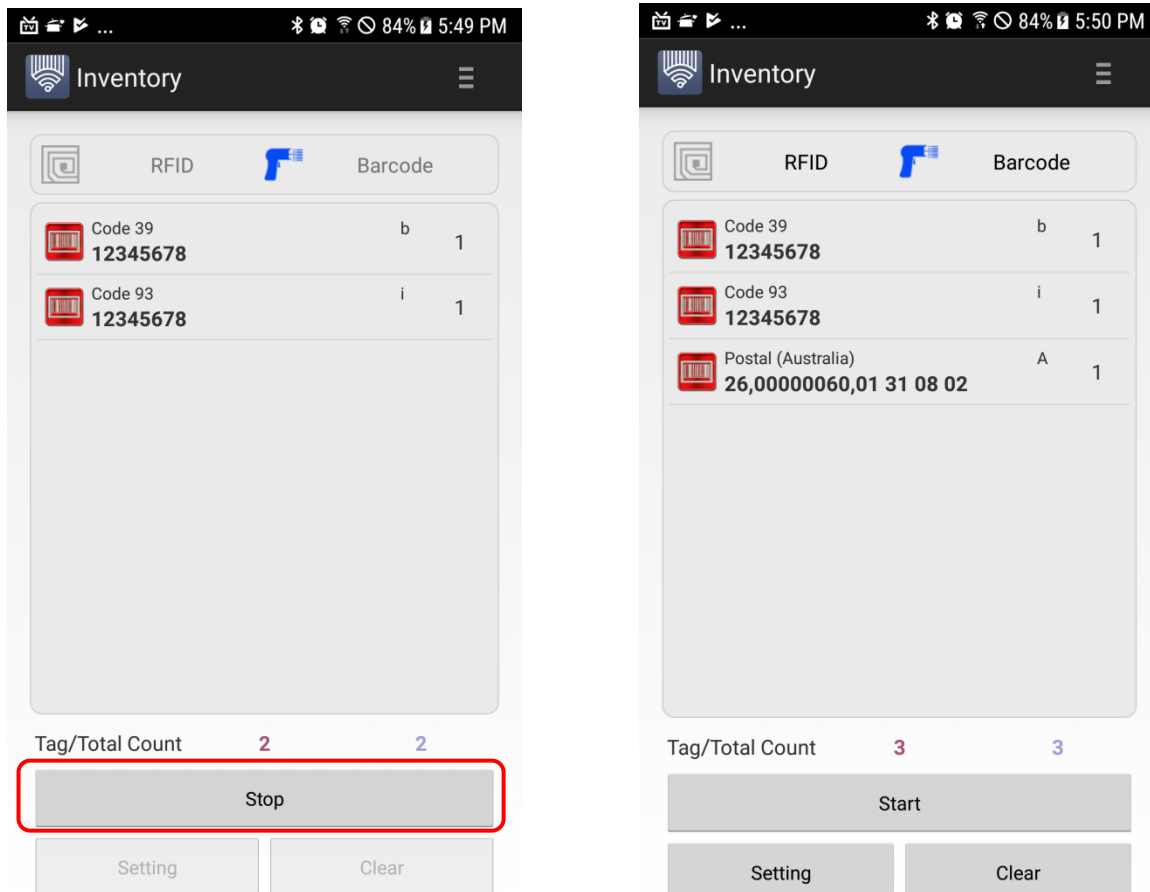 ... 84% 5:49 PM
Inventory
RFID Barcode
Code 39 b
12345678 1
Code 93 i
12345678 1
Tag/Total Count 2 2
Stop
Setting Clear
... 84% 5:50 PM
Inventory
RFID Barcode
Code 39 b
12345678 1
Code 93 i
12345678 1
Postal (Australia) A
26,00000060,01 31 08 02 1
Tag/Total Count 3 3
Start
Setting Clear